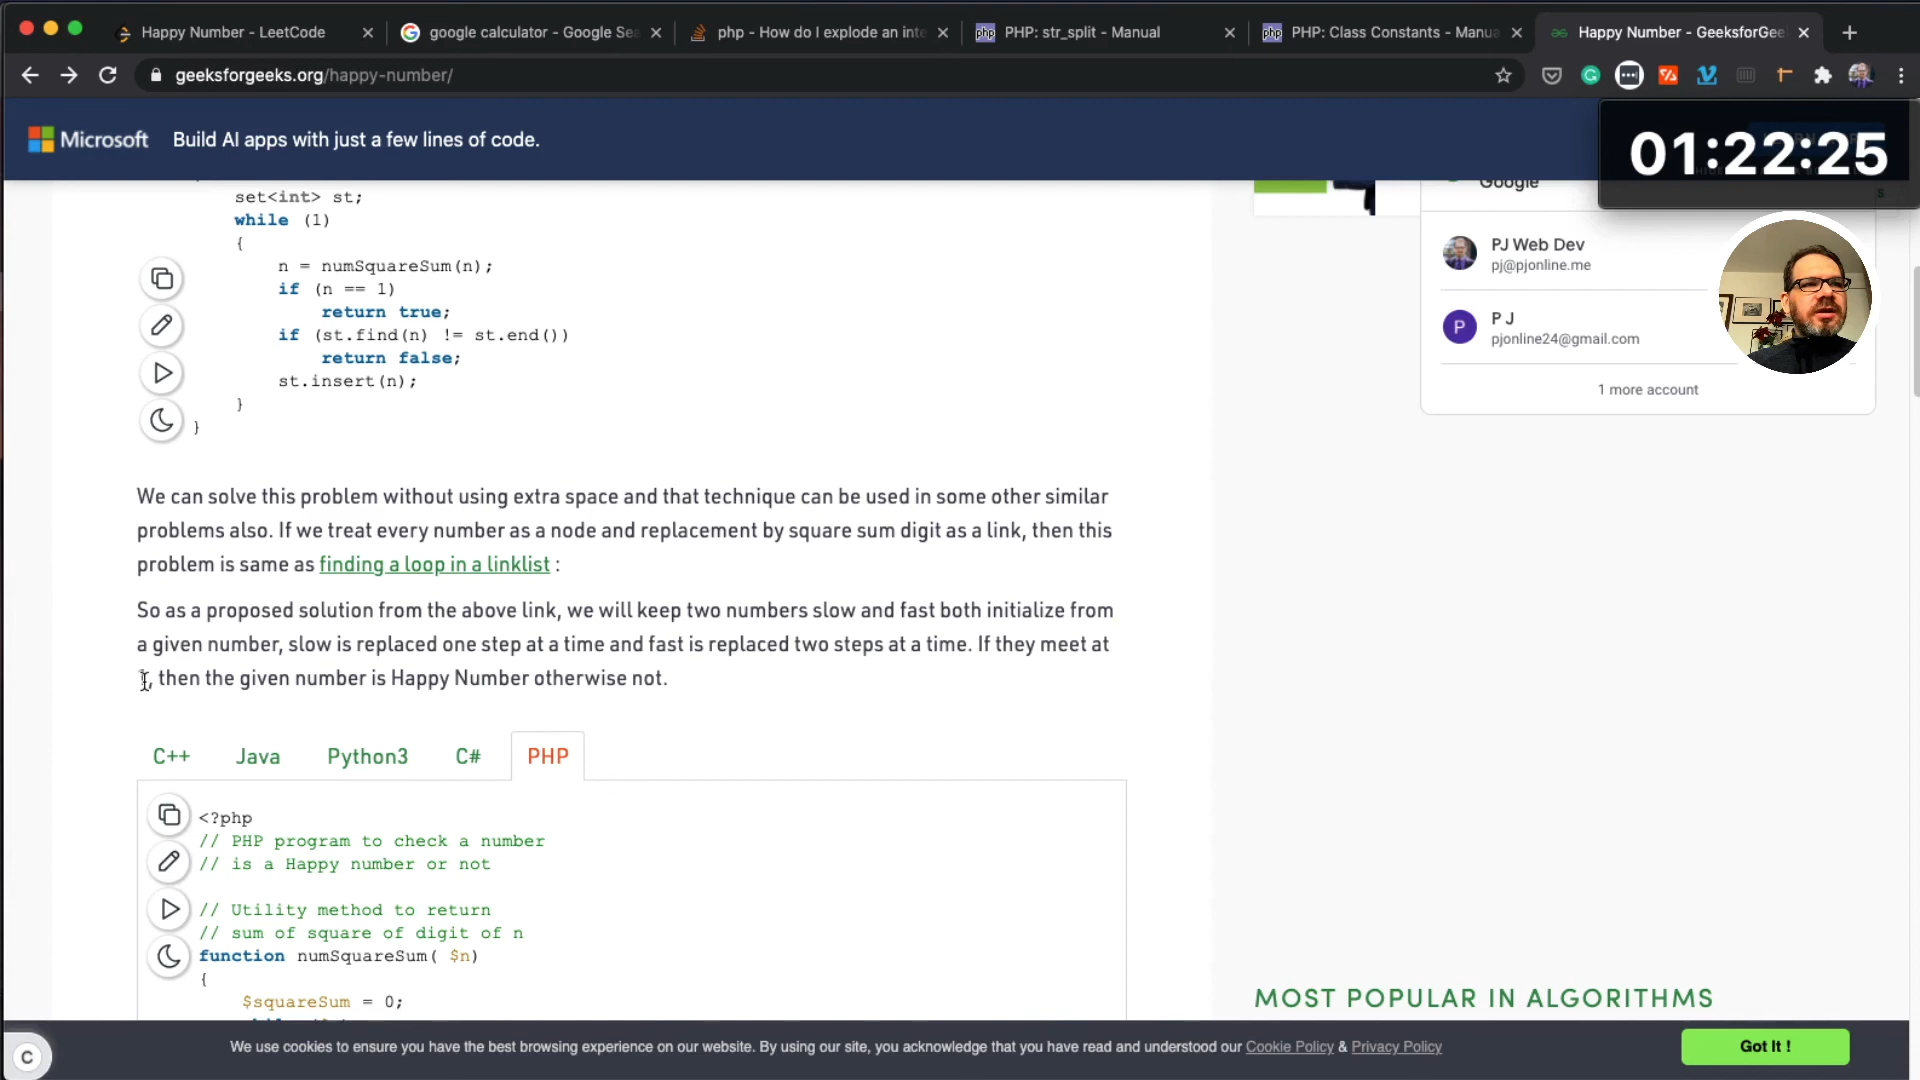 Happy Number - LeetCode
google calculator - Google Sea
php - How do I explode an inte
php
PHP: str_split - Manual
php
PHP: Class Constants - Manua
Happy Number - GeeksforGee
geeksforgeeks.org/happy-number/
Microsoft
Build AI apps with just a few lines of code.
01:22:25
Google
s
set<int> st;
while (1)
{
n = numSquareSum(n);
if (n == 1)
return true;
if (st.find(n) != st.end())
return false;
st.insert(n);
}
}
PJ Web Dev
pj@pjonline.me
P
P J
pjonline24@gmail.com
1 more account
We can solve this problem without using extra space and that technique can be used in some other similar
problems also. If we treat every number as a node and replacement by square sum digit as a link, then this
problem is same as finding a loop in a linklist :
So as a proposed solution from the above link, we will keep two numbers slow and fast both initialize from
a given number, slow is replaced one step at a time and fast is replaced two steps at a time. If they meet at
, then the given number is Happy Number otherwise not.
C++
Java
Python3
C#
PHP
<?php
// PHP program to check a number
// is a Happy number or not
// Utility method to return
// sum of square of digit of n
function numSquareSum( $n)
{
$squareSum = 0;
MOST POPULAR IN ALGORITHMS
C
We use cookies to ensure you have the best browsing experience on our website. By using our site, you acknowledge that you have read and understood our Cookie Policy & Privacy Policy
Got It !